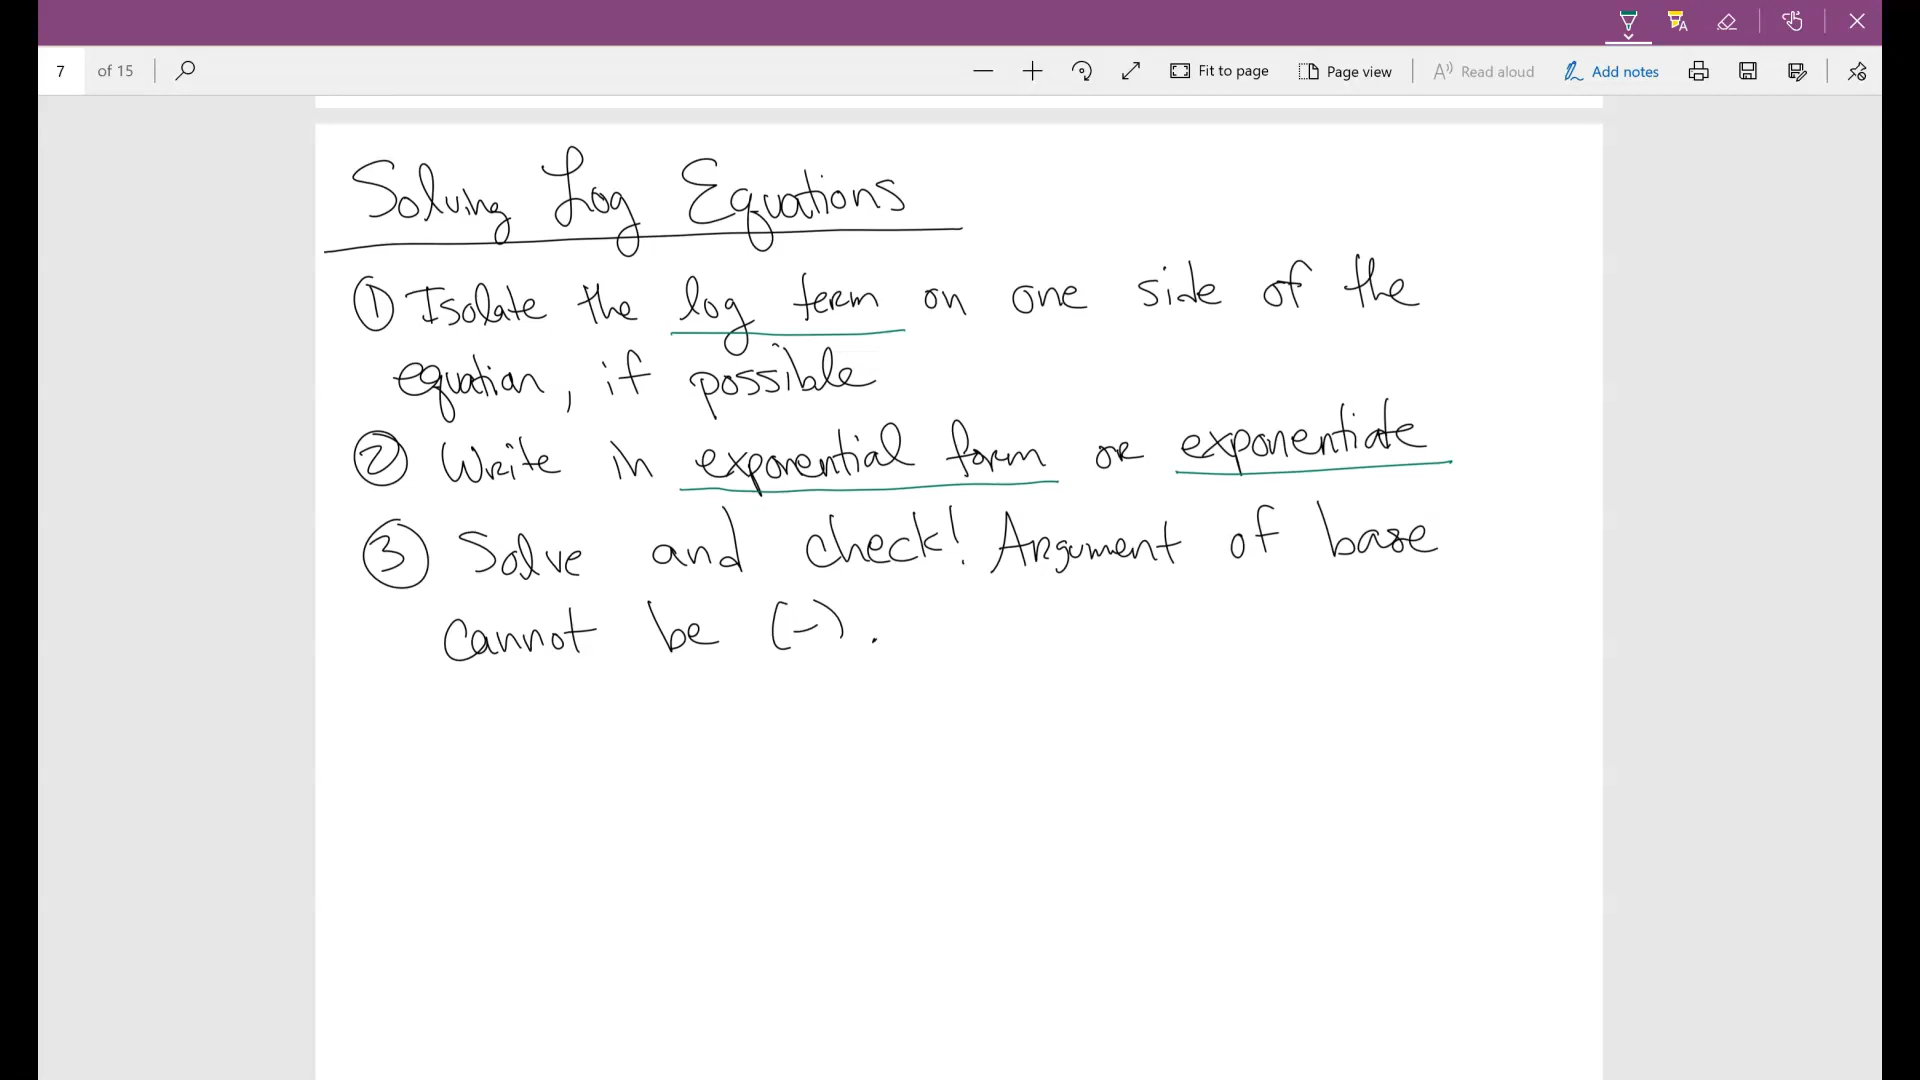 7 of 15 Fit to page Page view Read aloud Add notes
Solving Log Equations
① Isolate the log term on one side of the
equation, if possible
② Write in exponential form or exponentiate
③ Solve and check! Argument of base
cannot be (-).